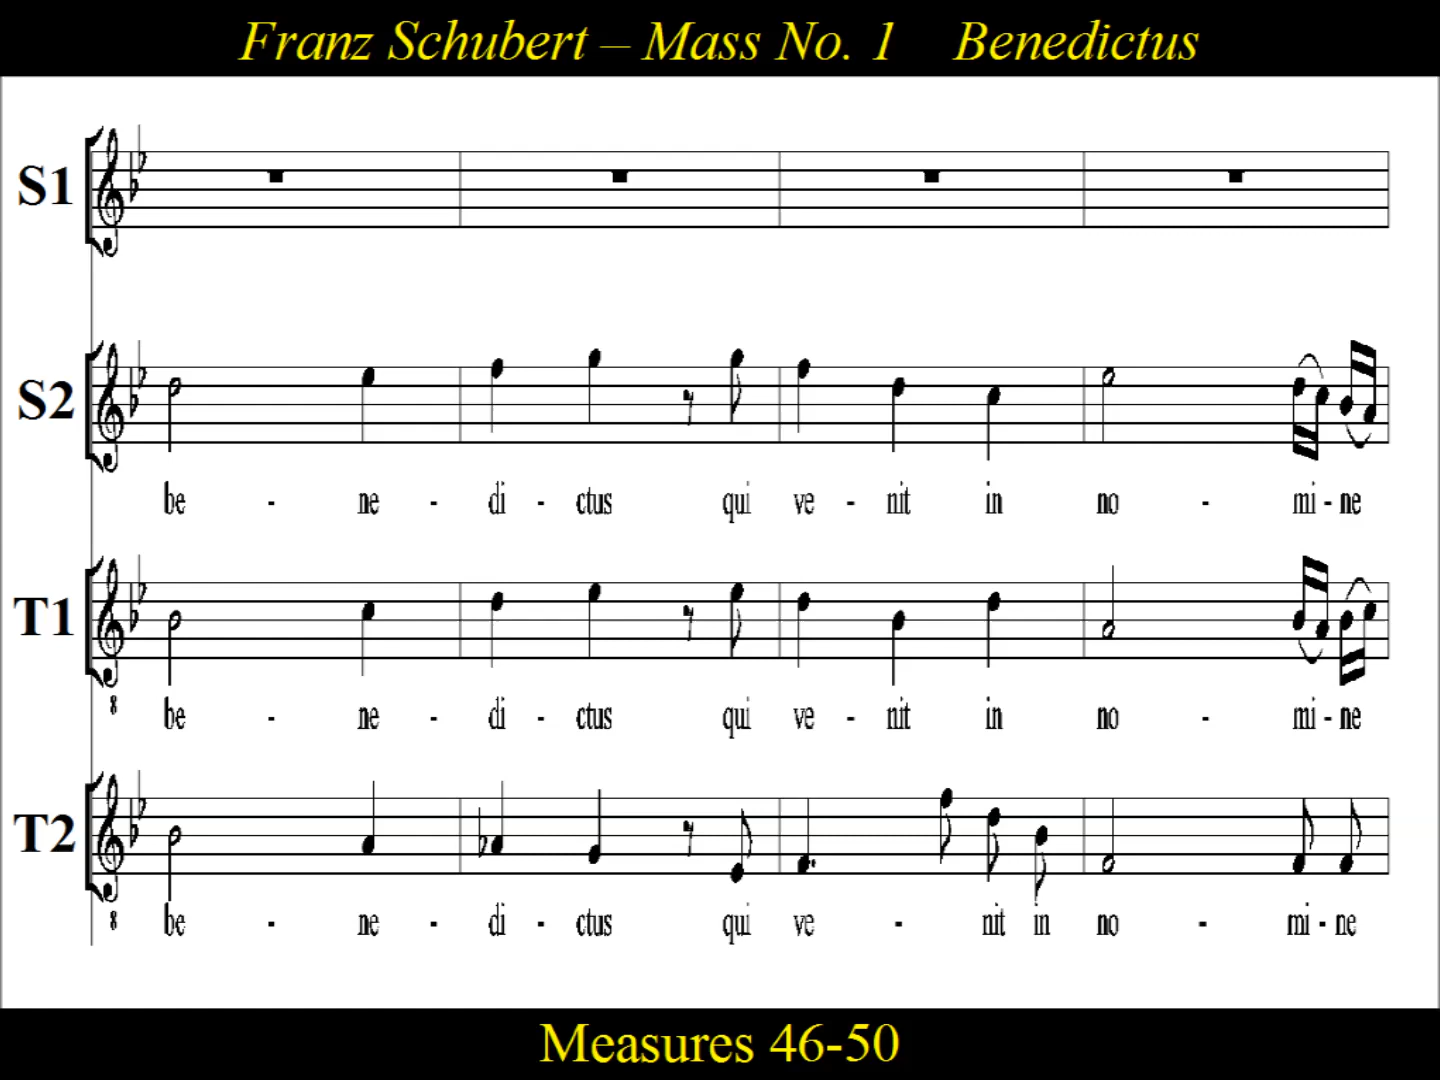 Franz Schubert – Mass No. 1 Benedictus
S1
S2
be - ne - di - ctus qui ve - nit in no - mi - ne
T1
8 be - ne - di - ctus qui ve - nit in no - mi - ne
T2
8 be - ne - di - ctus qui ve - nit in no - mi - ne
Measures 46-50